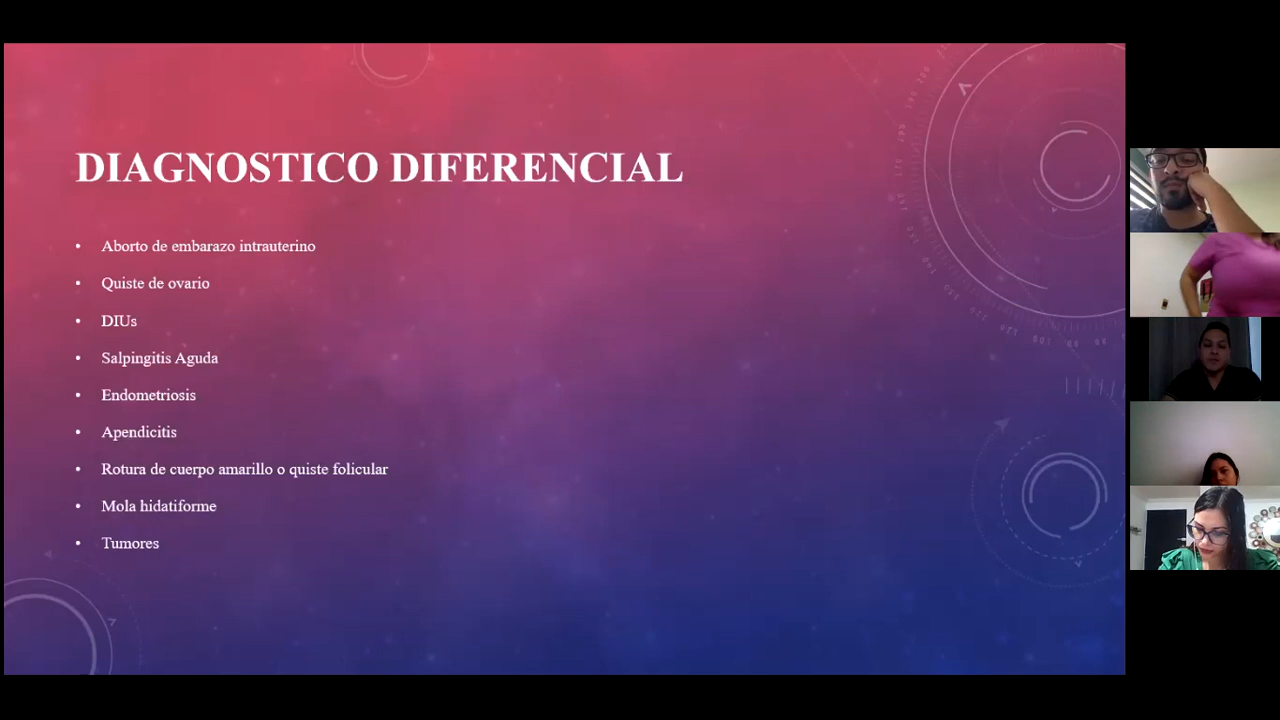 DIAGNOSTICO DIFERENCIAL
• Aborto de embarazo intrauterino
• Quiste de ovario
• DIUs
• Salpingitis Aguda
• Endometriosis
• Apendicitis
• Rotura de cuerpo amarillo o quiste folicular
• Mola hidatiforme
• Tumores